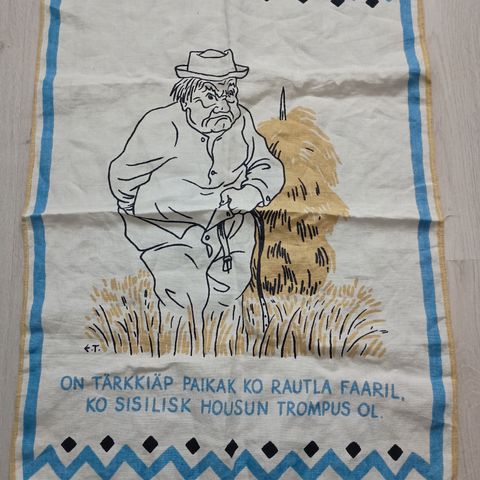 E.T.
ON TÄRKKIÄP PAIKAK KO RAUTLA FAARIL,
KO SISILISK HOUSUN TROMPUS OL.